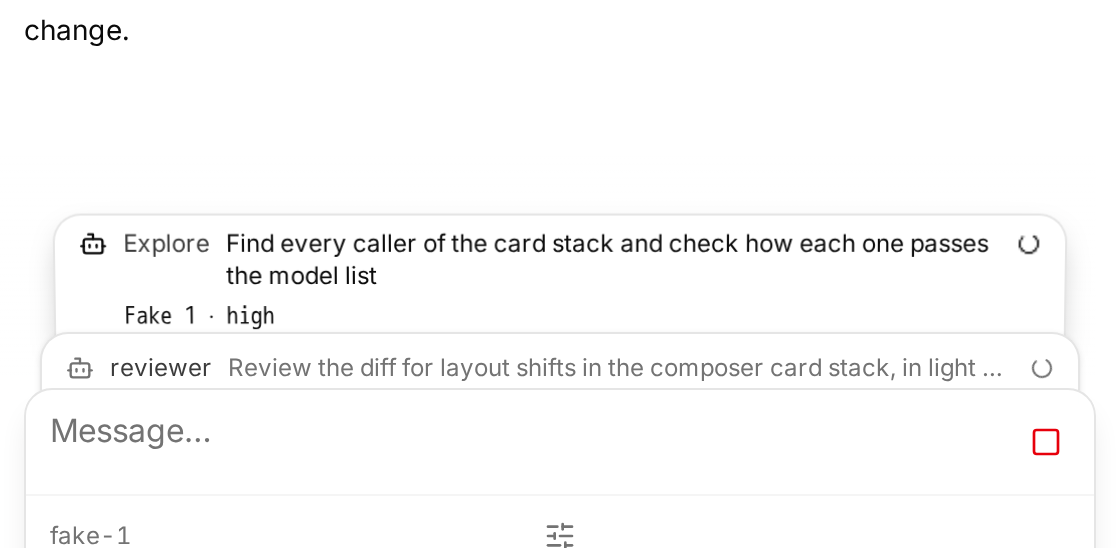 change.
Explore Find every caller of the card stack and check how each one passes
the model list
Fake 1 · high
reviewer Review the diff for layout shifts in the composer card stack, in light ...
Message...
fake-1